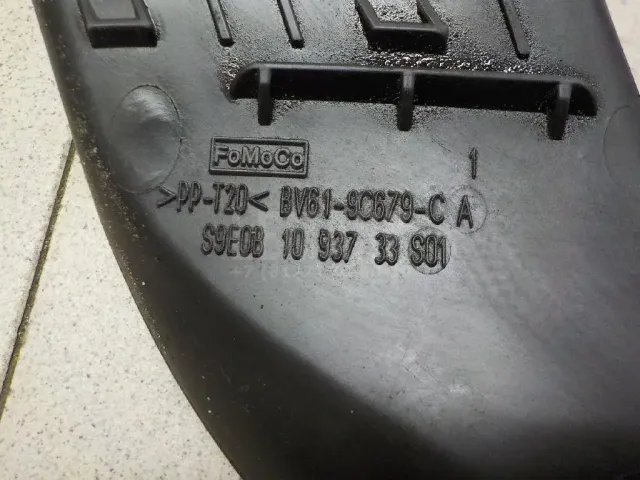 FoMoCo 1
>PP-T20< BV61-9C679-C A
S9E0B 10 937 33 S01